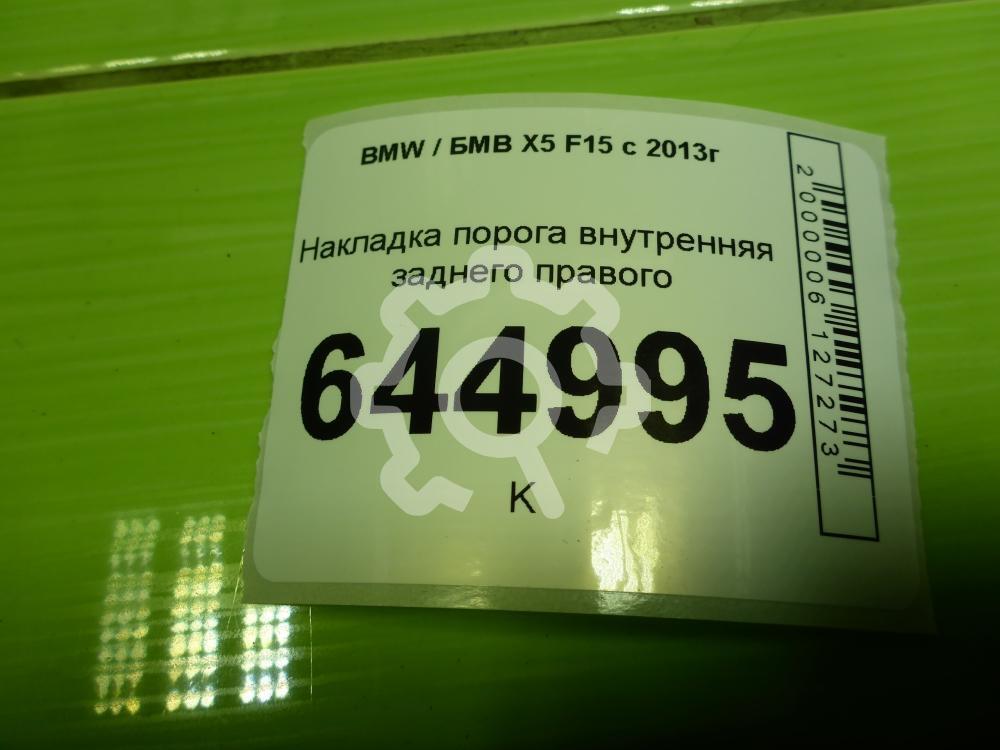 BMW / БМВ X5 F15 с 2013г
Накладка порога внутренняя
заднего правого
644995
К
2000006127273